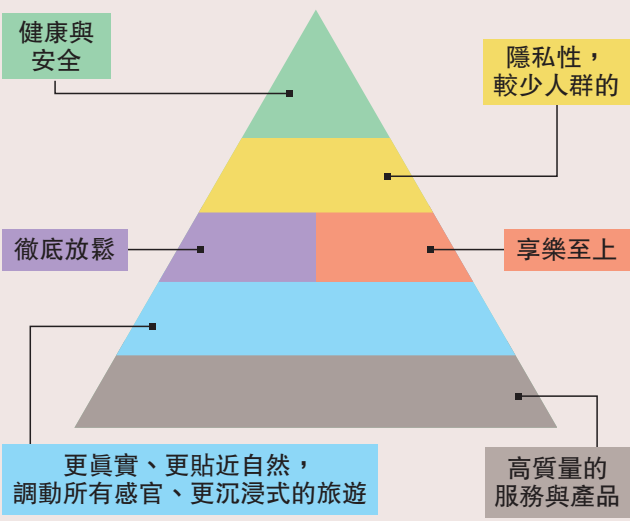 健康與
安全
隱私性，
較少人群的
徹底放鬆
享樂至上
更眞實、更貼近自然，
調動所有感官、更沉浸式的旅遊
高質量的
服務與產品